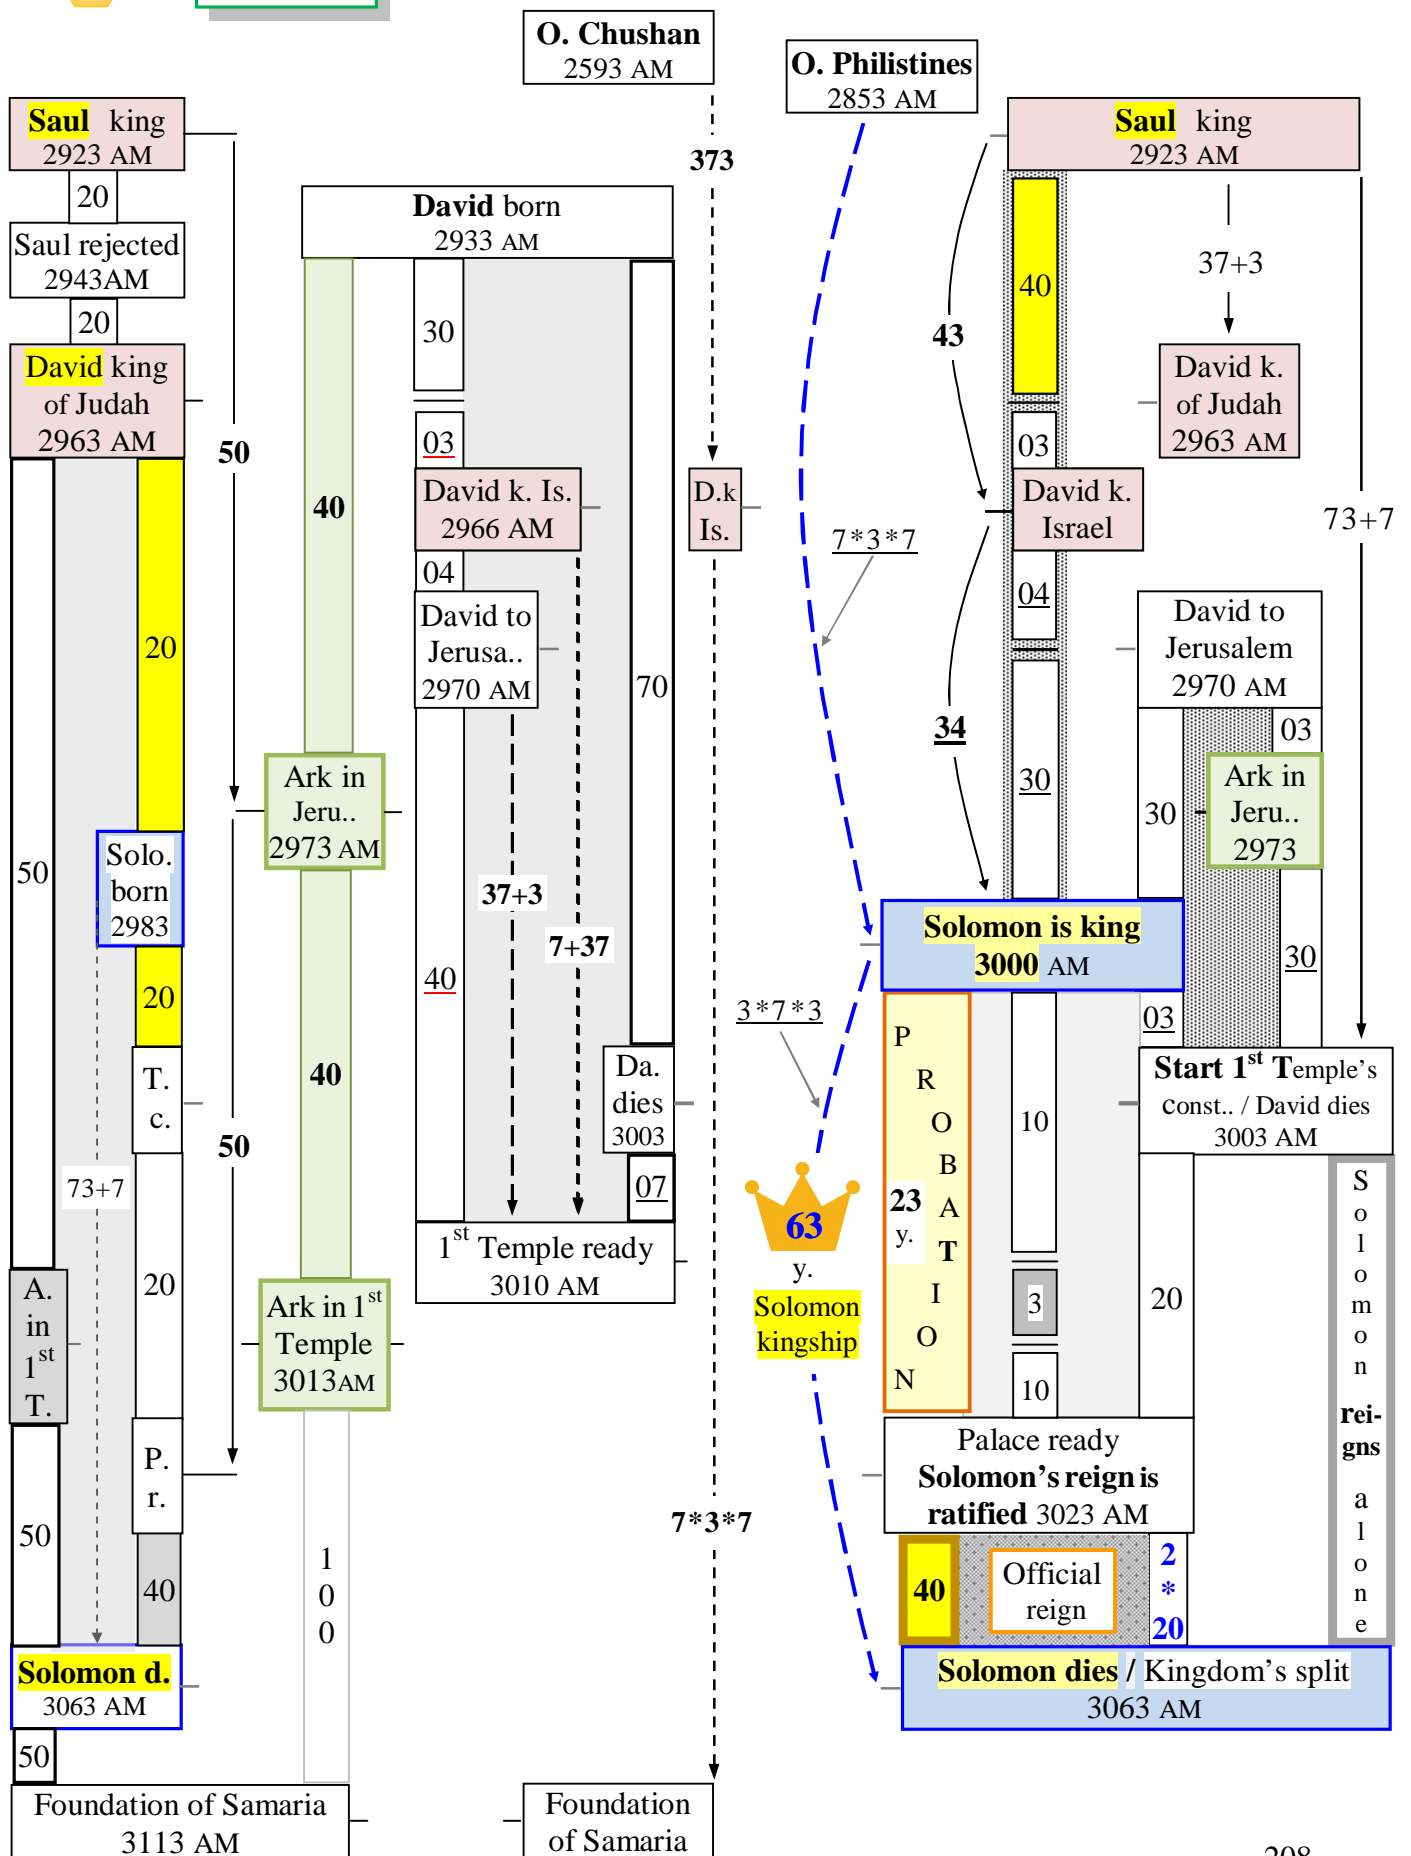 O. Chushan
2593 AM
O. Philistines
2853 AM
Saul king
2923 AM
20
Saul rejected
2943AM
20
David king
of Judah
2963 AM
50
20
Solo.
born
2983
20
T.
c.
73+7
20
A.
in
1st
T.
P.
r.
50
40
Solomon d.
3063 AM
50
Foundation of Samaria
3113 AM
50
50
David born
2933 AM
40
Ark in
Jeru..
2973 AM
40
Ark in 1st
Temple
3013AM
1
0
0
30
03
David k. Is.
2966 AM
04
David to
Jerusa..
2970 AM
40
37+3
7+37
70
Da.
dies
3003
07
1st Temple ready
3010 AM
373
D.k
Is.
7*3*7
Foundation
of Samaria
7*3*7
3*7*3
63
y.
Solomon
kingship
Saul king
2923 AM
40
43
37+3
David k.
of Judah
2963 AM
03
David k.
Israel
73+7
04
David to
Jerusalem
2970 AM
34
30
30
03
Ark in
Jeru..
2973
30
Solomon is king
3000 AM
03
P
R
O
B
A
T
I
O
N
23
y.
10
3
10
Start 1st Temple's
const.. / David dies
3003 AM
20
S
o
l
o
m
o
n
rei-
gns
a
l
o
n
e
Palace ready
Solomon's reign is
ratified 3023 AM
40
Official
reign
2
*
20
Solomon dies / Kingdom's split
3063 AM
208